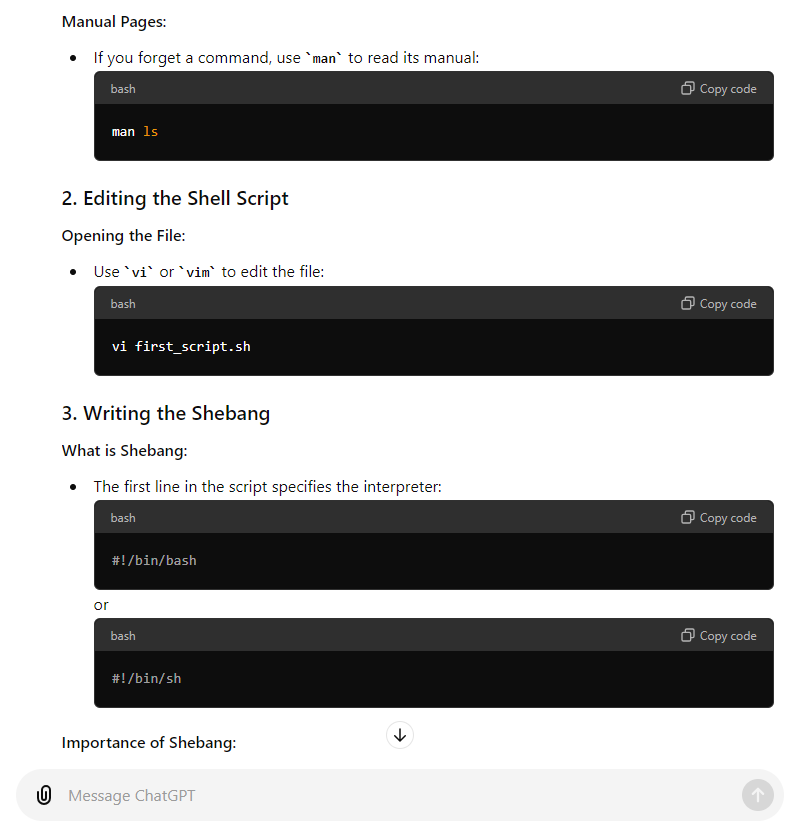 Manual Pages:
If you forget a command, use `man` to read its manual:
bash
Copy code
man ls
2. Editing the Shell Script
Opening the File:
Use `vi` or `vim` to edit the file:
bash
Copy code
vi first_script.sh
3. Writing the Shebang
What is Shebang:
The first line in the script specifies the interpreter:
bash
Copy code
#!/bin/bash
or
bash
Copy code
#!/bin/sh
Importance of Shebang:
Message ChatGPT